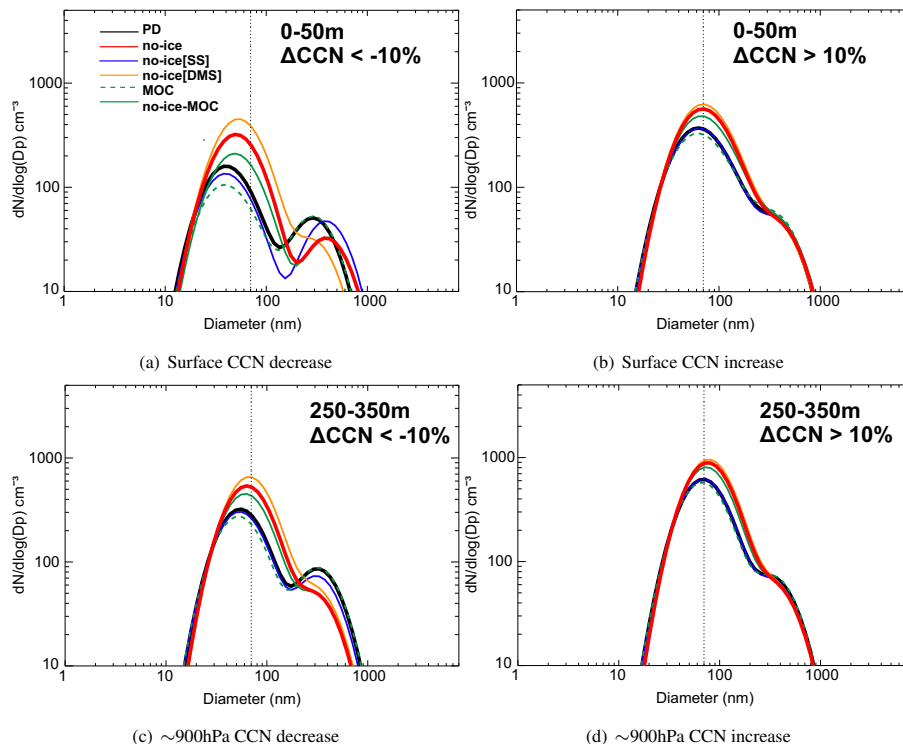 PD
no-ice
no-ice[SS]
no-ice[DMS]
MOC
no-ice-MOC
0-50m
ΔCCN < -10%
1000
100
10
dN/dlog(Dp) cm⁻³
1 10 100 1000
Diameter (nm)
(a) Surface CCN decrease
0-50m
ΔCCN > 10%
1000
100
10
dN/dlog(Dp) cm⁻³
1 10 100 1000
Diameter (nm)
(b) Surface CCN increase
250-350m
ΔCCN < -10%
1000
100
10
dN/dlog(Dp) cm⁻³
1 10 100 1000
Diameter (nm)
(c) ∼900hPa CCN decrease
250-350m
ΔCCN > 10%
1000
100
10
dN/dlog(Dp) cm⁻³
1 10 100 1000
Diameter (nm)
(d) ∼900hPa CCN increase